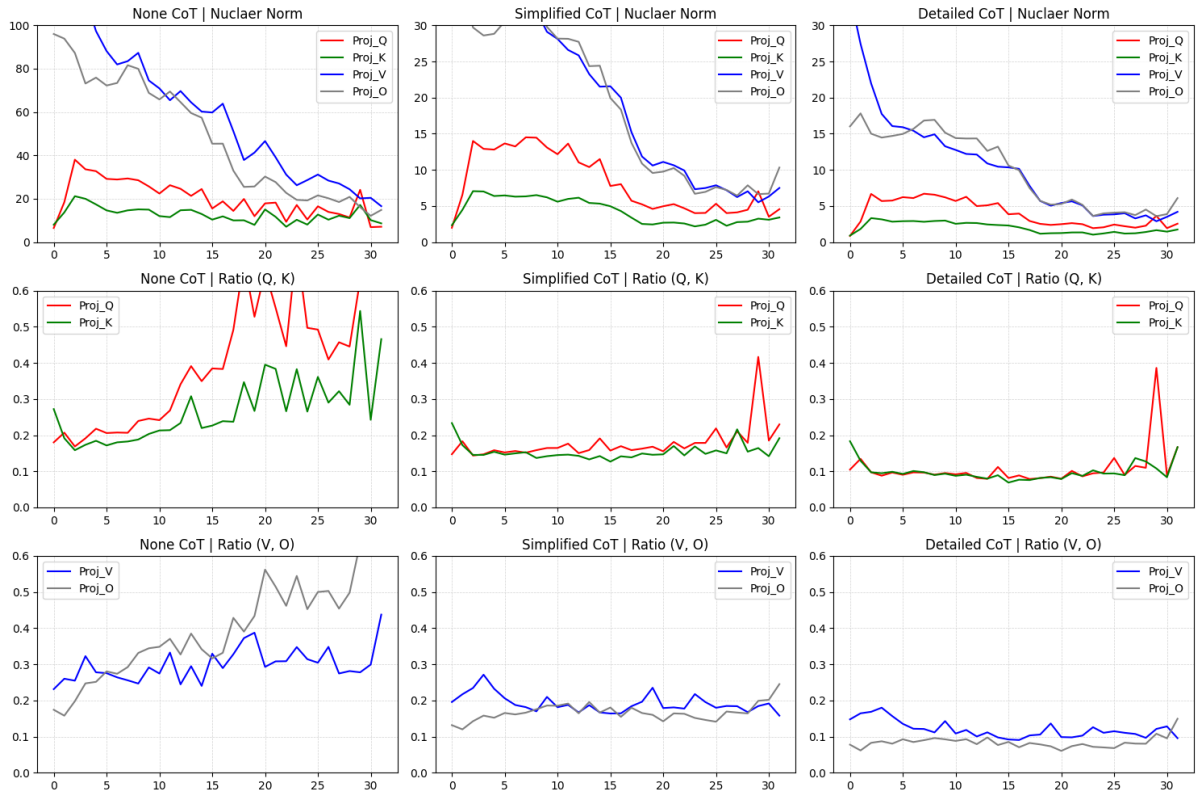 None CoT | Nuclaer Norm
Simplified CoT | Nuclaer Norm
Detailed CoT | Nuclaer Norm
100
80
60
40
20
0
Proj_Q
Proj_K
Proj_V
Proj_O
0 5 10 15 20 25 30
30
25
20
15
10
5
0
Proj_Q
Proj_K
Proj_V
Proj_O
0 5 10 15 20 25 30
30
25
20
15
10
5
0
Proj_Q
Proj_K
Proj_V
Proj_O
0 5 10 15 20 25 30
None CoT | Ratio (Q, K)
Simplified CoT | Ratio (Q, K)
Detailed CoT | Ratio (Q, K)
0.6
0.5
0.4
0.3
0.2
0.1
0.0
Proj_Q
Proj_K
0 5 10 15 20 25 30
0.6
0.5
0.4
0.3
0.2
0.1
0.0
Proj_Q
Proj_K
0 5 10 15 20 25 30
0.6
0.5
0.4
0.3
0.2
0.1
0.0
Proj_Q
Proj_K
0 5 10 15 20 25 30
None CoT | Ratio (V, O)
Simplified CoT | Ratio (V, O)
Detailed CoT | Ratio (V, O)
0.6
0.5
0.4
0.3
0.2
0.1
0.0
Proj_V
Proj_O
0 5 10 15 20 25 30
0.6
0.5
0.4
0.3
0.2
0.1
0.0
Proj_V
Proj_O
0 5 10 15 20 25 30
0.6
0.5
0.4
0.3
0.2
0.1
0.0
Proj_V
Proj_O
0 5 10 15 20 25 30